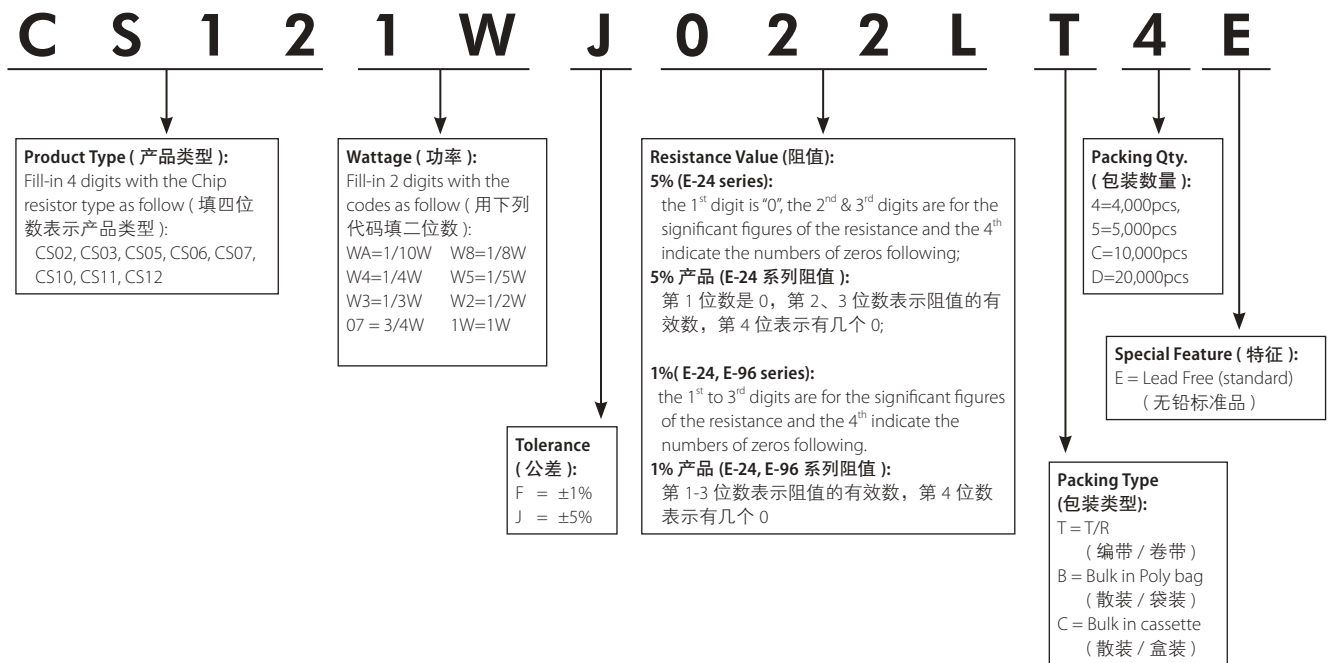 C S 1 2 1 W J 0 2 2 L T 4 E
Product Type ( 产品类型 ):
Fill-in 4 digits with the Chip
resistor type as follow ( 填四位
数表示产品类型 ):
CS02, CS03, CS05, CS06, CS07,
CS10, CS11, CS12
Wattage ( 功率 ):
Fill-in 2 digits with the
codes as follow ( 用下列
代码填二位数 ):
WA=1/10W W8=1/8W
W4=1/4W W5=1/5W
W3=1/3W W2=1/2W
07 = 3/4W 1W=1W
Tolerance
( 公差 ):
F = ±1%
J = ±5%
Resistance Value (阻值):
5% (E-24 series):
the 1st digit is “0”, the 2nd & 3rd digits are for the
significant figures of the resistance and the 4th
indicate the numbers of zeros following;
5% 产品 (E-24 系列阻值 ):
第 1 位数是 0，第 2、3 位数表示阻值的有
效数，第 4 位表示有几个 0;
1%( E-24, E-96 series):
the 1st to 3rd digits are for the significant figures
of the resistance and the 4th indicate the
numbers of zeros following.
1% 产品 (E-24, E-96 系列阻值 ):
第 1-3 位数表示阻值的有效数，第 4 位数
表示有几个 0
Packing Type
(包装类型):
T = T/R
( 编带 / 卷带 )
B = Bulk in Poly bag
( 散装 / 袋装 )
C = Bulk in cassette
( 散装 / 盒装 )
Packing Qty.
( 包装数量 ):
4=4,000pcs,
5=5,000pcs
C=10,000pcs
D=20,000pcs
Special Feature ( 特征 ):
E = Lead Free (standard)
( 无铅标准品 )